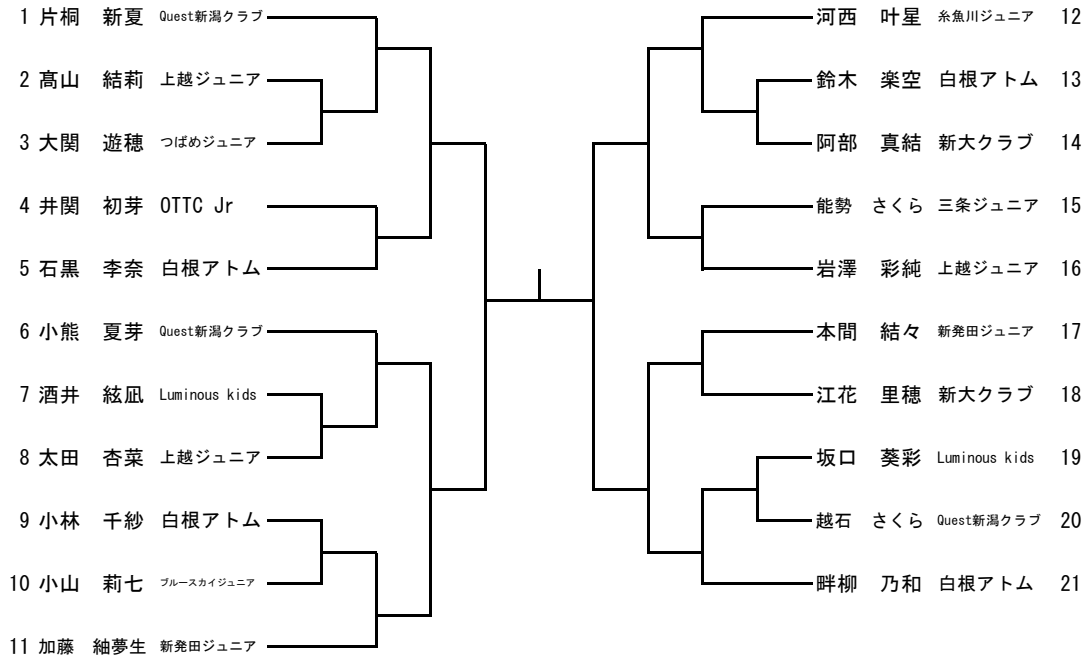 1 片桐 新夏 Quest新潟クラブ
2 髙山 結莉 上越ジュニア
3 大関 遊穂 つばめジュニア
4 井関 初芽 OTTC Jr
5 石黒 李奈 白根アトム
6 小熊 夏芽 Quest新潟クラブ
7 酒井 絃凪 Luminous kids
8 太田 杏菜 上越ジュニア
9 小林 千紗 白根アトム
10 小山 莉七 ブルースカイジュニア
11 加藤 紬夢生 新発田ジュニア
河西 叶星 糸魚川ジュニア 12
鈴木 楽空 白根アトム 13
阿部 真結 新大クラブ 14
能勢 さくら 三条ジュニア 15
岩澤 彩純 上越ジュニア 16
本間 結々 新発田ジュニア 17
江花 里穂 新大クラブ 18
坂口 葵彩 Luminous kids 19
越石 さくら Quest新潟クラブ 20
畔柳 乃和 白根アトム 21